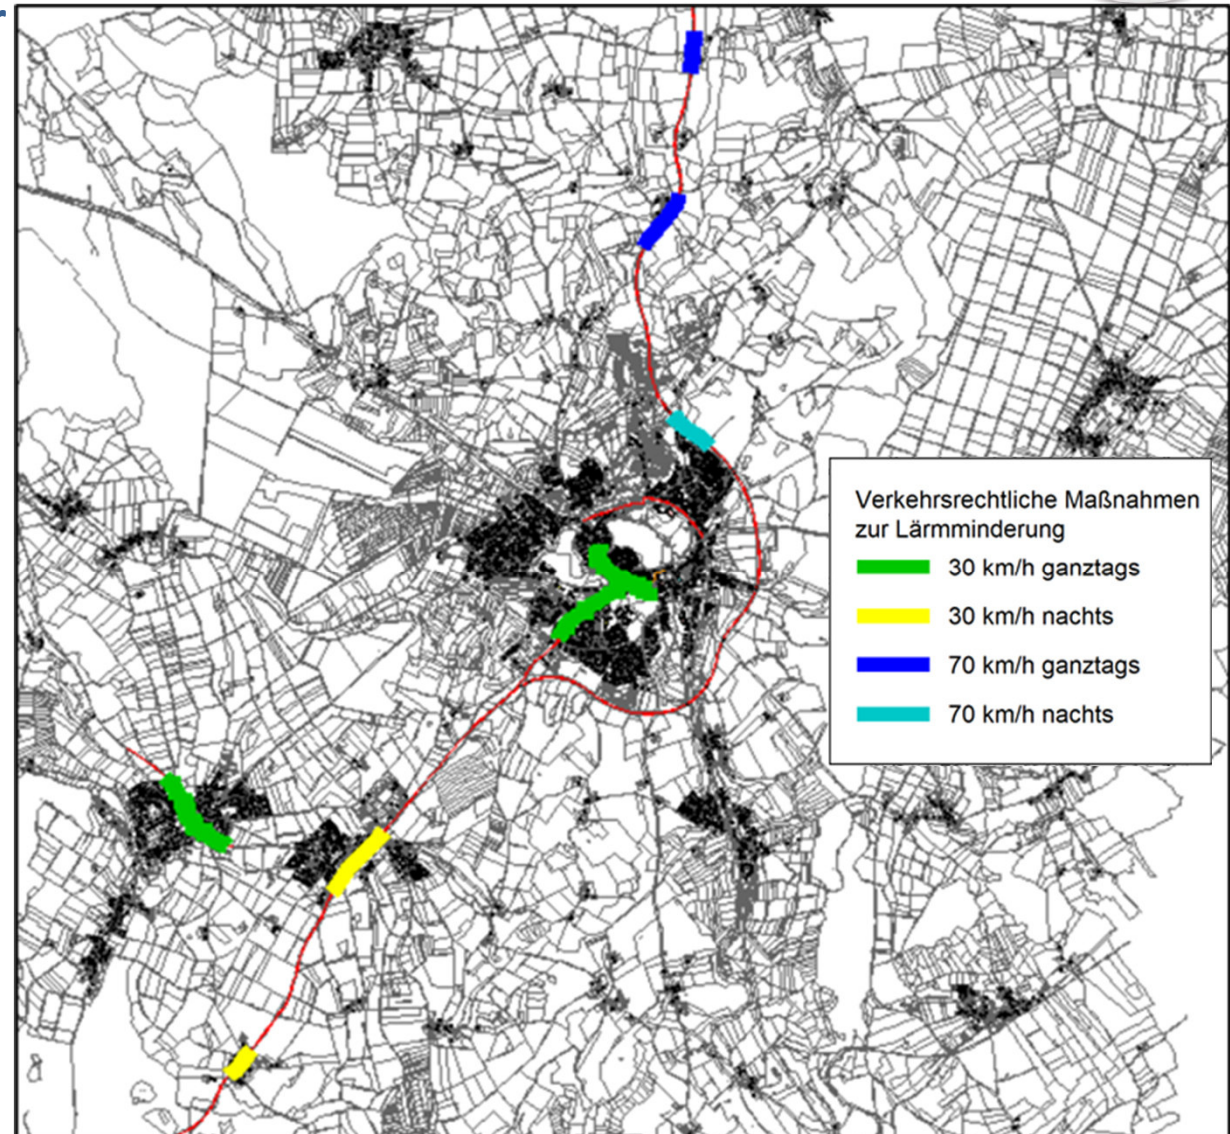 r
Verkehrsrechtliche Maßnahmen
zur Lärmminderung
30 km/h ganztags
30 km/h nachts
70 km/h ganztags
70 km/h nachts